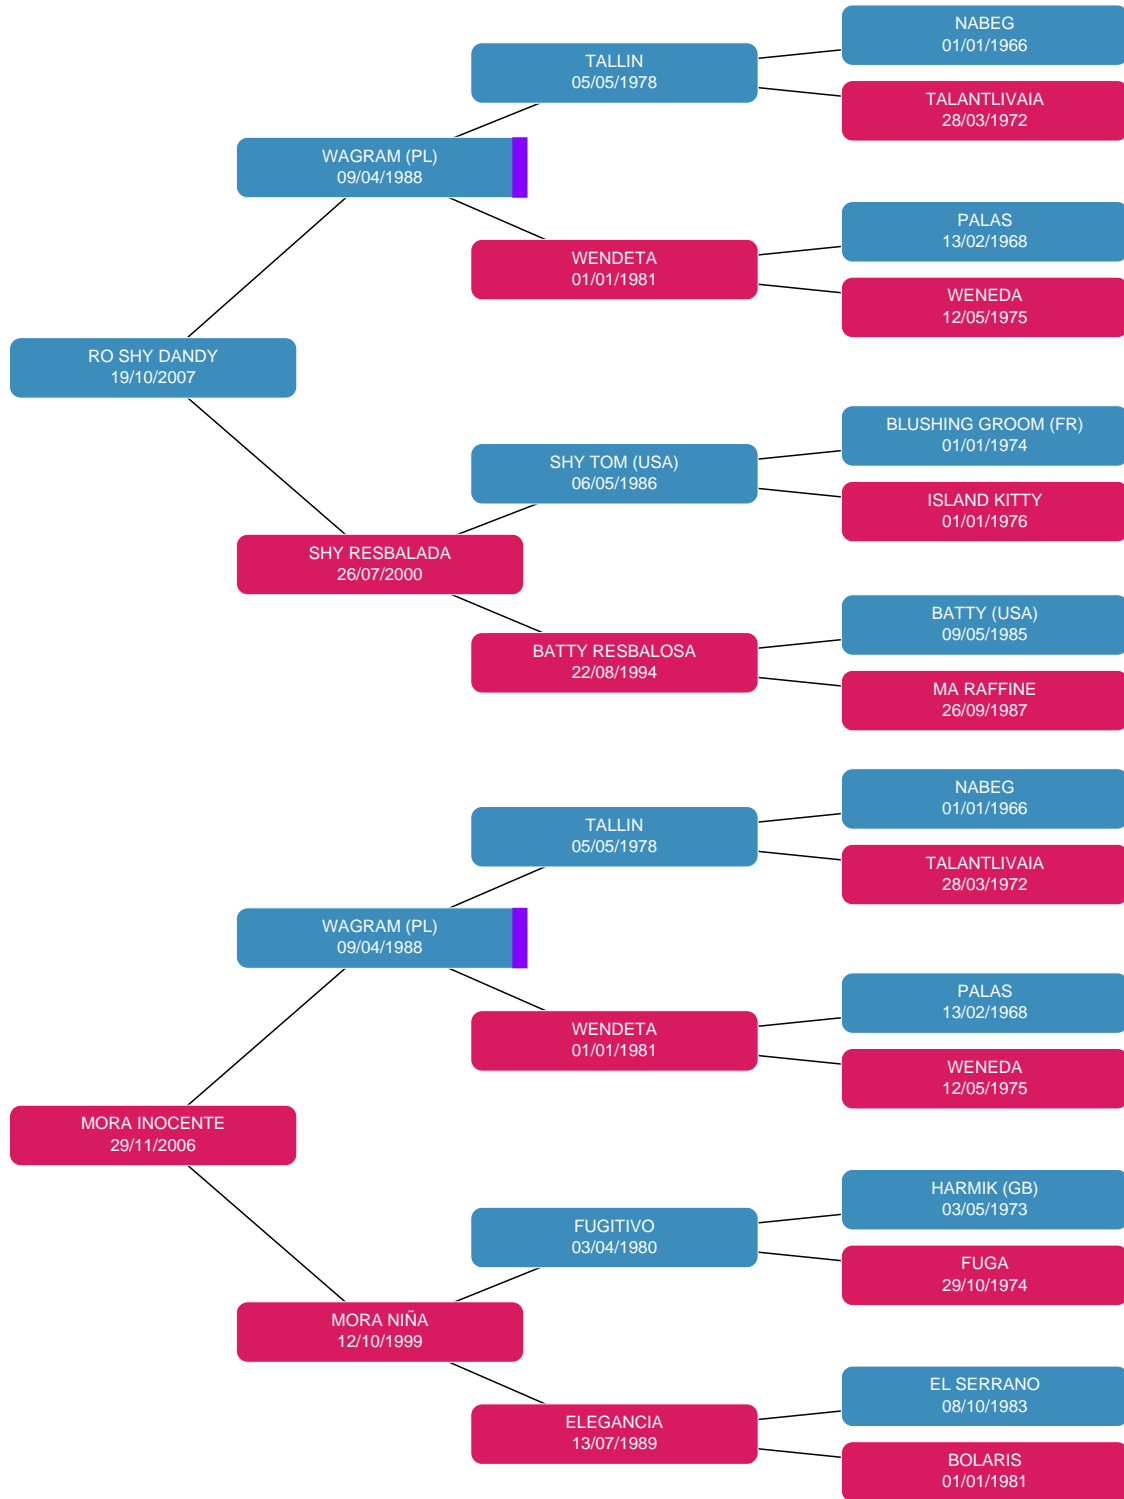 NABEG
01/01/1966
TALLIN
05/05/1978
TALANTLIVAIA
28/03/1972
WAGRAM (PL)
09/04/1988
PALAS
13/02/1968
WENDETA
01/01/1981
WENEDA
12/05/1975
RO SHY DANDY
19/10/2007
BLUSHING GROOM (FR)
01/01/1974
SHY TOM (USA)
06/05/1986
ISLAND KITTY
01/01/1976
SHY RESBALADA
26/07/2000
BATTY (USA)
09/05/1985
BATTY RESBALOSA
22/08/1994
MA RAFFINE
26/09/1987
NABEG
01/01/1966
TALLIN
05/05/1978
TALANTLIVAIA
28/03/1972
WAGRAM (PL)
09/04/1988
PALAS
13/02/1968
WENDETA
01/01/1981
WENEDA
12/05/1975
MORA INOCENTE
29/11/2006
HARMIK (GB)
03/05/1973
FUGITIVO
03/04/1980
FUGA
29/10/1974
MORA NIÑA
12/10/1999
EL SERRANO
08/10/1983
ELEGANCIA
13/07/1989
BOLARIS
01/01/1981